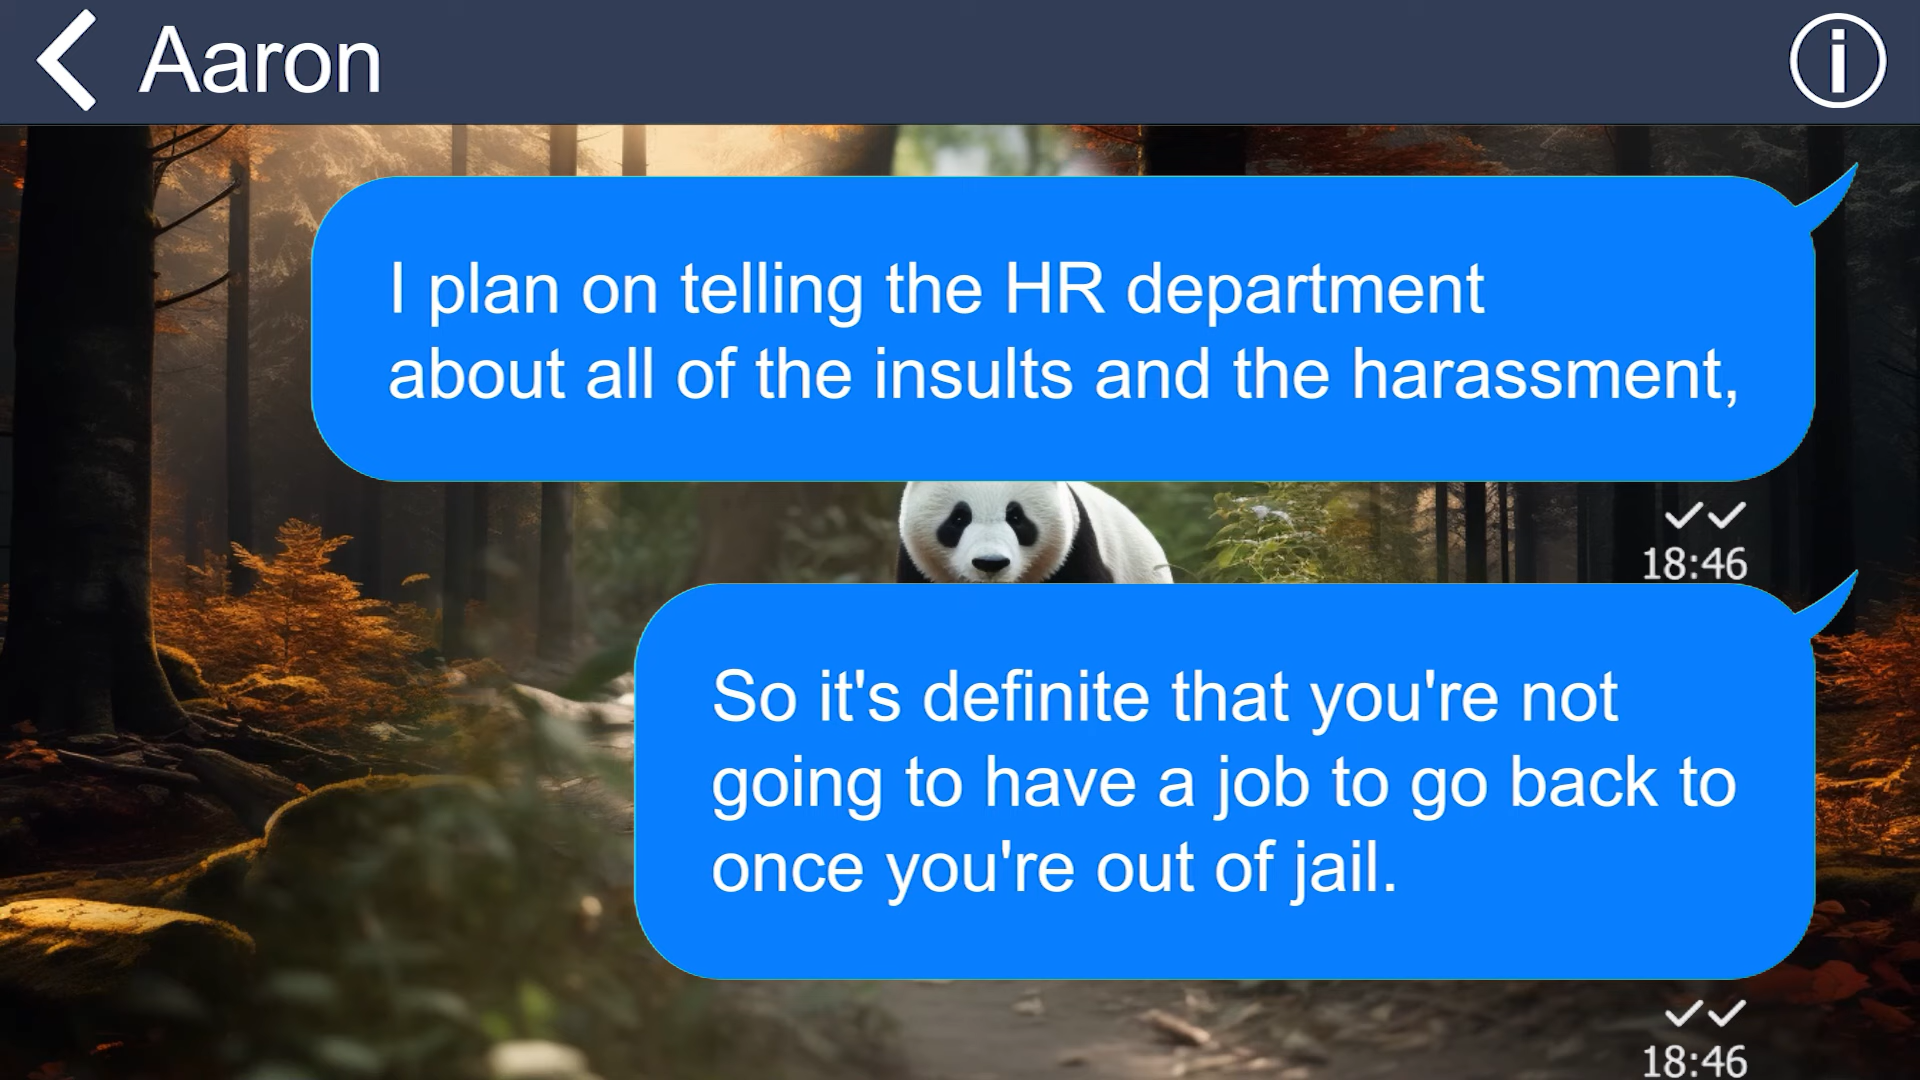 Aaron
I plan on telling the HR department
about all of the insults and the harassment,
18:46
So it's definite that you're not
going to have a job to go back to
once you're out of jail.
18:46